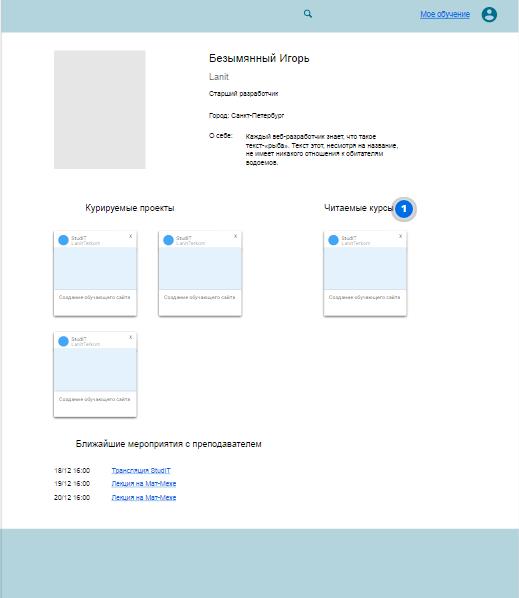 Мое обучение
Безымянный Игорь
Lanit
Старший разработчик
Город: Санкт-Петербург
О себе: Каждый веб-разработчик знает, что такое
текст-«рыба». Текст этот, несмотря на название,
не имеет никакого отношения к обитателям
водоемов.
Курируемые проекты
Читаемые курсы 1
StudIT x
LanitTerkom
Создание обучающего сайта
StudIT x
LanitTerkom
Создание обучающего сайта
StudIT x
LanitTerkom
Создание обучающего сайта
StudIT x
LanitTerkom
Создание обучающего сайта
Ближайшие мероприятия с преподавателем
18/12 16:00 Трансляция StudIT
19/12 16:00 Лекция на Мат-Мехе
20/12 16:00 Лекция на Мат-Мехе